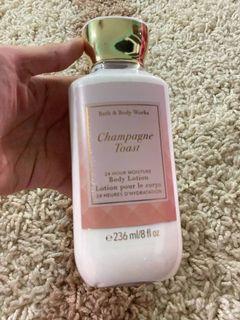 Bath & Body Works
Champagne
Toast
24 HOUR MOISTURE
Body Lotion
Lotion pour le corps
24 HEURES D'HYDRATATION
℮236 ml/8 fl oz